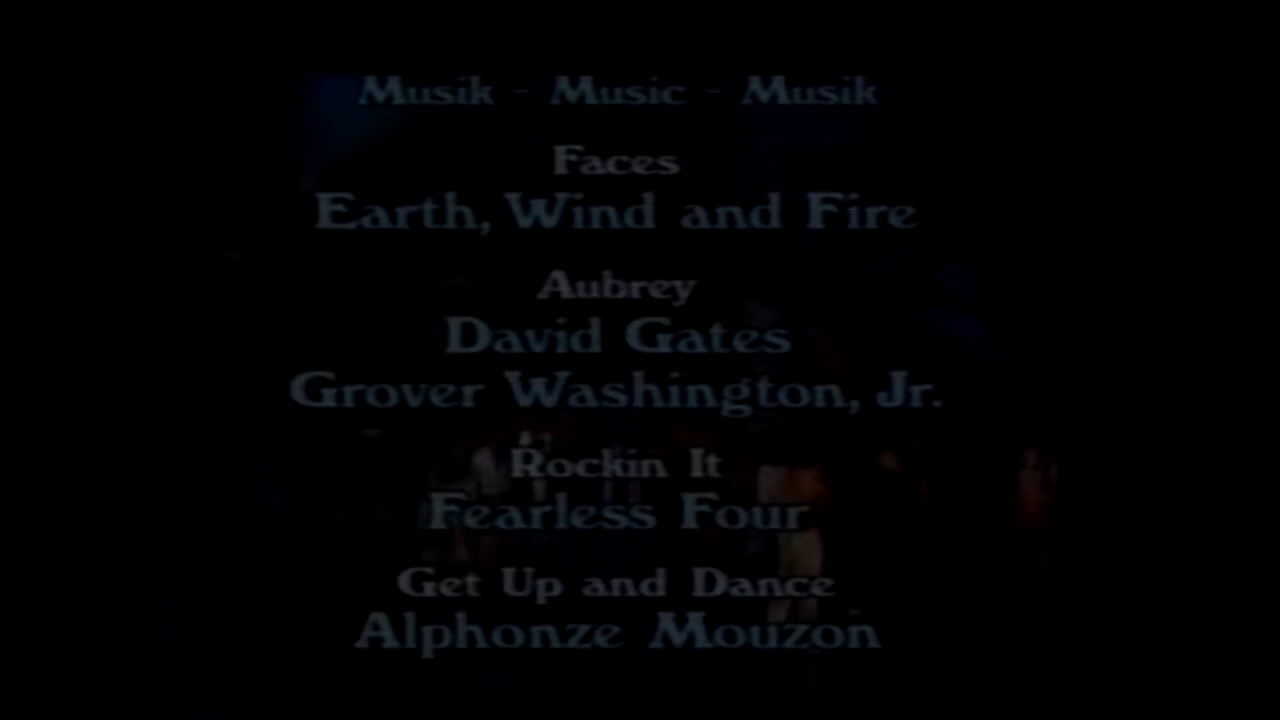 Musik - Music - Musik
Faces
Earth, Wind and Fire
Aubrey
David Gates
Grover Washington, Jr.
Rockin It
Fearless Four
Get Up and Dance
Alphonze Mouzon